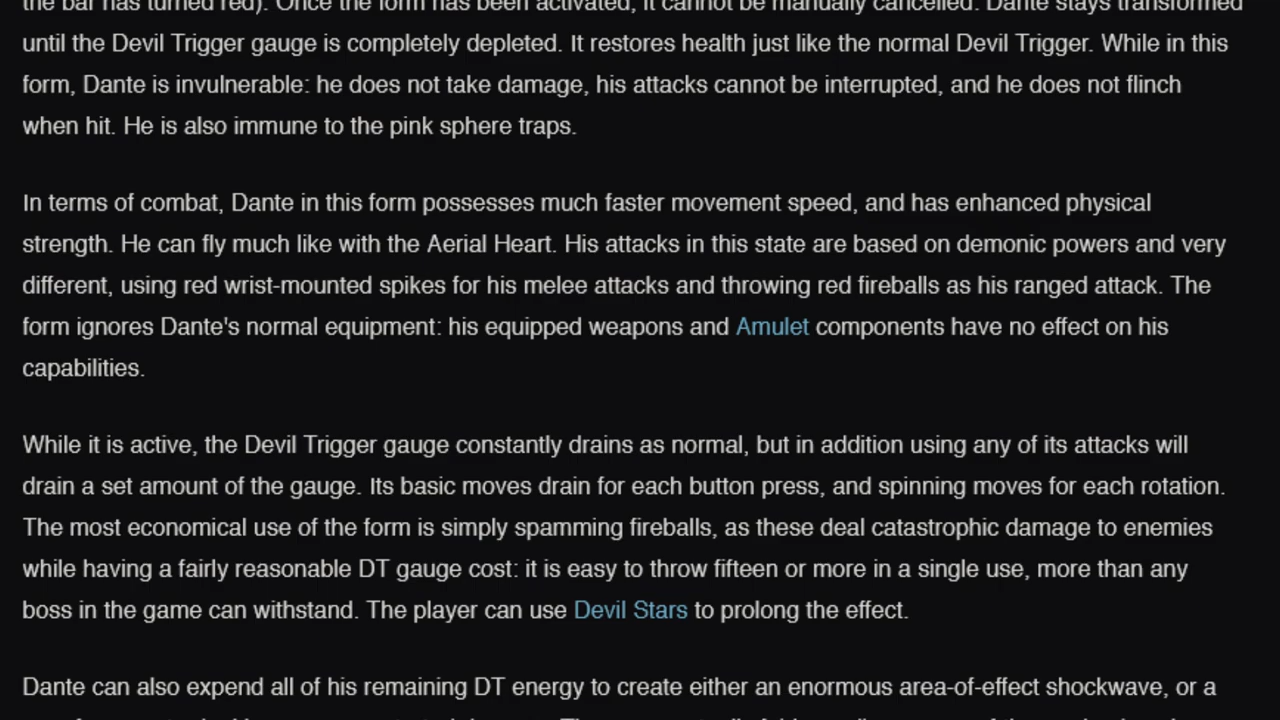 the bar has turned red). Once the form has been activated, it cannot be manually cancelled: Dante stays transformed
until the Devil Trigger gauge is completely depleted. It restores health just like the normal Devil Trigger. While in this
form, Dante is invulnerable: he does not take damage, his attacks cannot be interrupted, and he does not flinch
when hit. He is also immune to the pink sphere traps.
In terms of combat, Dante in this form possesses much faster movement speed, and has enhanced physical
strength. He can fly much like with the Aerial Heart. His attacks in this state are based on demonic powers and very
different, using red wrist-mounted spikes for his melee attacks and throwing red fireballs as his ranged attack. The
form ignores Dante's normal equipment: his equipped weapons and Amulet components have no effect on his
capabilities.
While it is active, the Devil Trigger gauge constantly drains as normal, but in addition using any of its attacks will
drain a set amount of the gauge. Its basic moves drain for each button press, and spinning moves for each rotation.
The most economical use of the form is simply spamming fireballs, as these deal catastrophic damage to enemies
while having a fairly reasonable DT gauge cost: it is easy to throw fifteen or more in a single use, more than any
boss in the game can withstand. The player can use Devil Stars to prolong the effect.
Dante can also expend all of his remaining DT energy to create either an enormous area-of-effect shockwave, or a